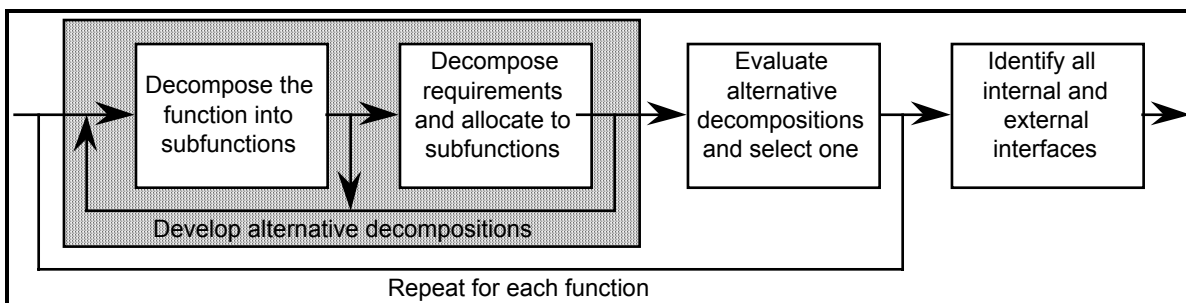 Decompose the
function into
subfunctions
Decompose
requirements
and allocate to
subfunctions
Evaluate
alternative
decompositions
and select one
Identify all
internal and
external
interfaces
Develop alternative decompositions
Repeat for each function